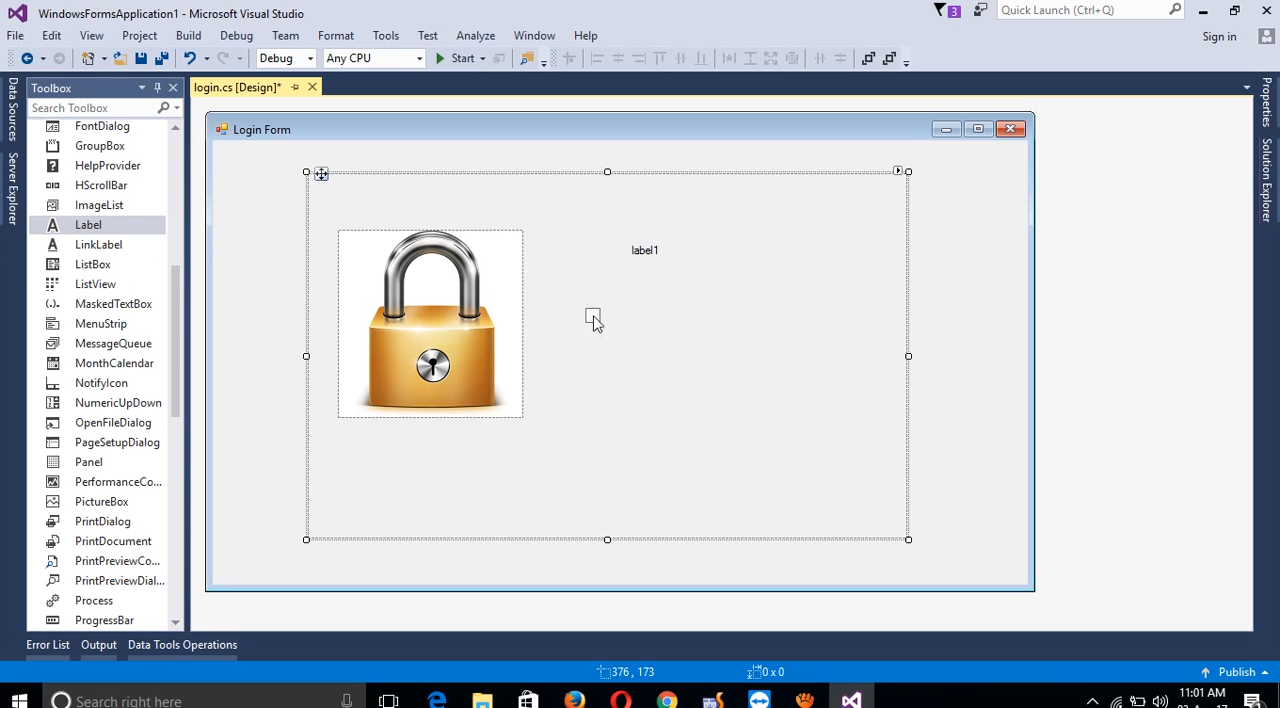 WindowsFormsApplication1 - Microsoft Visual Studio
3
Quick Launch (Ctrl+Q)
File Edit View Project Build Debug Team Format Tools Test Analyze Window Help
Sign in
Debug Any CPU Start
Toolbox
login.cs [Design]*
Search Toolbox
Data Sources
Server Explorer
Properties
Solution Explorer
FontDialog
GroupBox
HelpProvider
HScrollBar
ImageList
Label
LinkLabel
ListBox
ListView
MaskedTextBox
MenuStrip
MessageQueue
MonthCalendar
NotifyIcon
NumericUpDown
OpenFileDialog
PageSetupDialog
Panel
PerformanceCo...
PictureBox
PrintDialog
PrintDocument
PrintPreviewCo...
PrintPreviewDial...
Process
ProgressBar
Login Form
label1
Error List Output Data Tools Operations
376 , 173
0 x 0
Publish
Search right here
11:01 AM